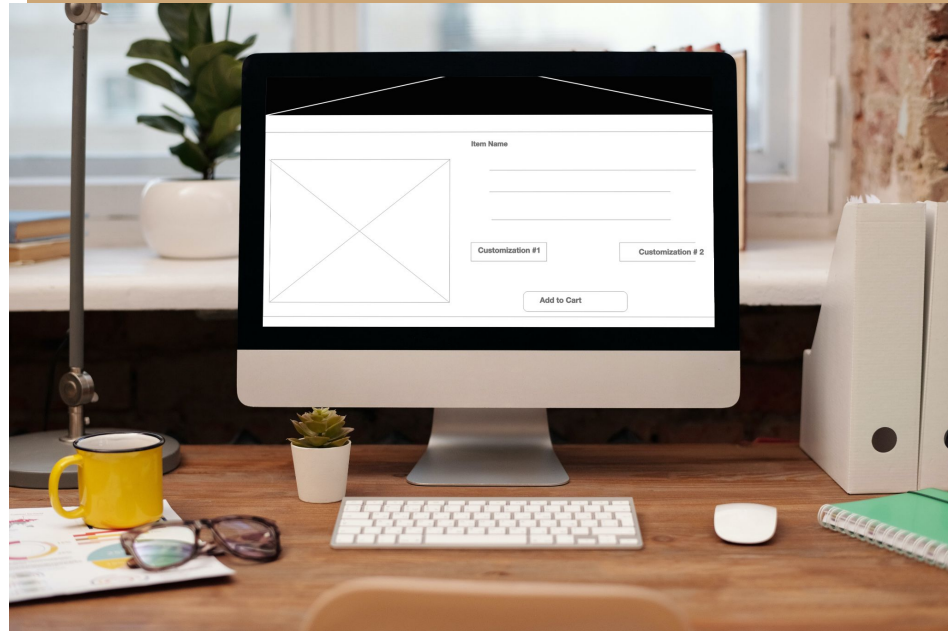 Item Name
Customization #1
Customization # 2
Add to Cart